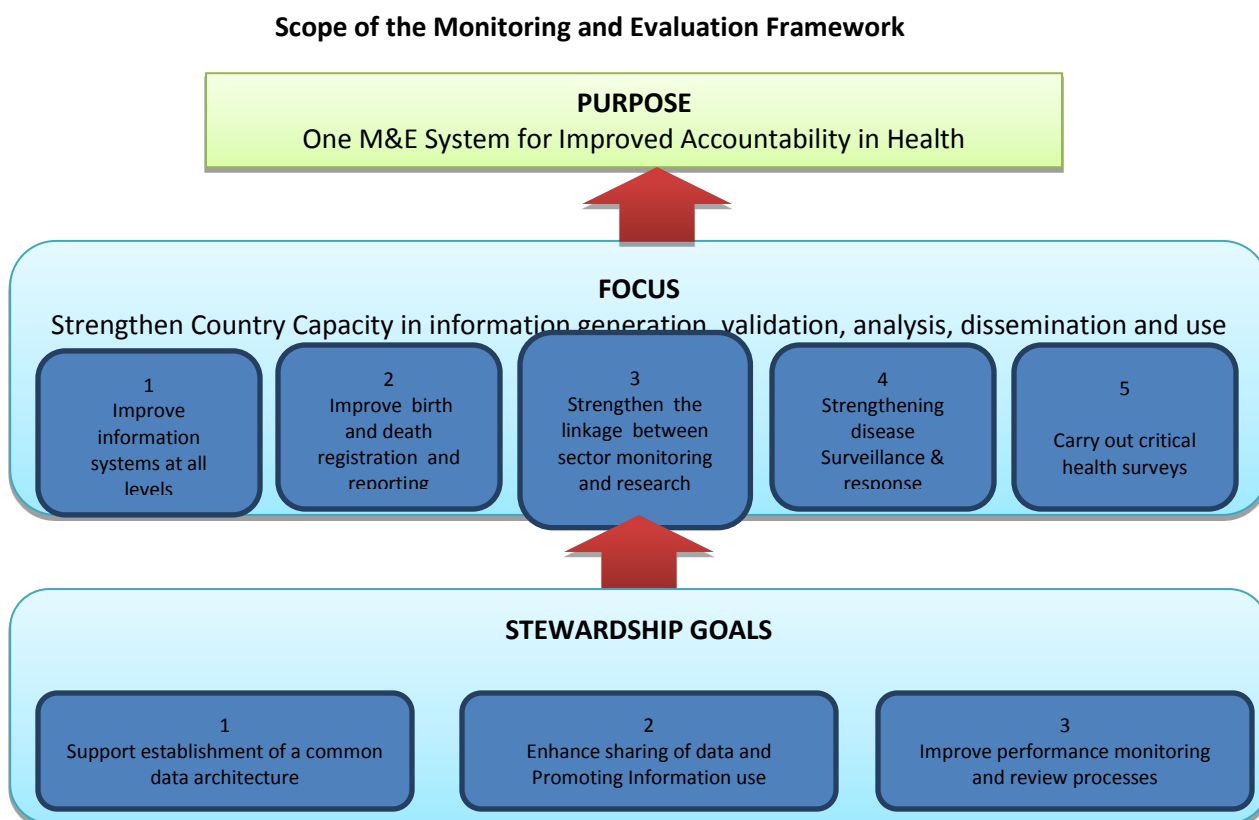 Scope of the Monitoring and Evaluation Framework
PURPOSE
One M&E System for Improved Accountability in Health
FOCUS
Strengthen Country Capacity in information generation, validation, analysis, dissemination and use
1
Improve
information
systems at all
levels
2
Improve birth
and death
registration and
reporting
3
Strengthen the
linkage between
sector monitoring
and research
4
Strengthening
disease
Surveillance &
response
5
Carry out critical
health surveys
STEWARDSHIP GOALS
1
Support establishment of a common
data architecture
2
Enhance sharing of data and
Promoting Information use
3
Improve performance monitoring
and review processes